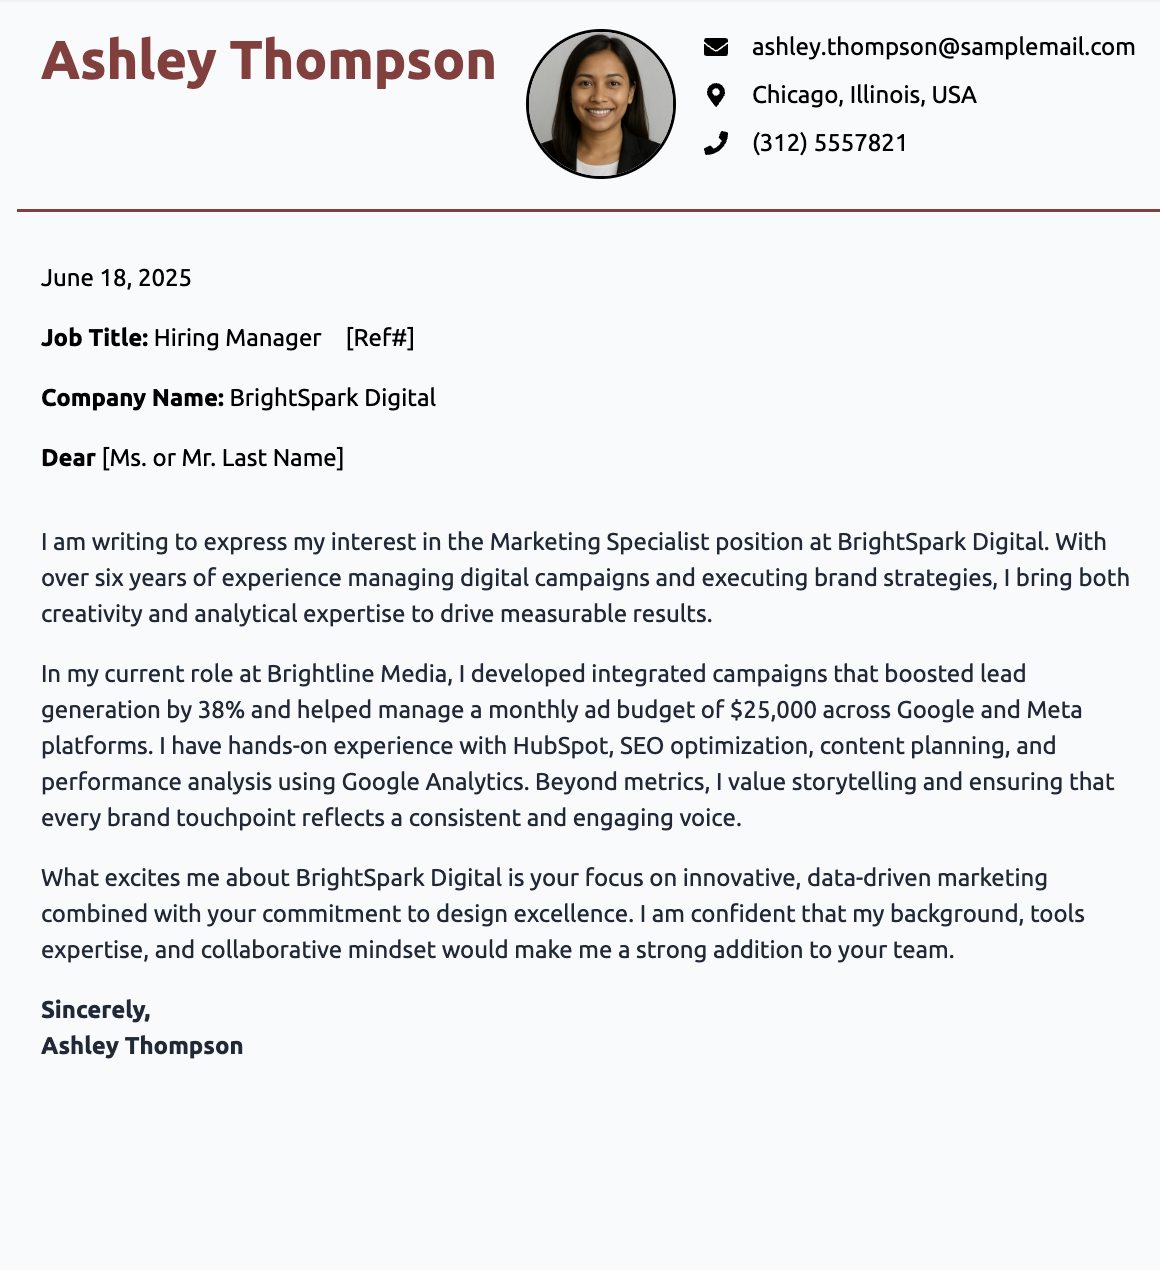 Ashley Thompson
ashley.thompson@samplemail.com
Chicago, Illinois, USA
(312) 5557821
June 18, 2025
Job Title: Hiring Manager [Ref#]
Company Name: BrightSpark Digital
Dear [Ms. or Mr. Last Name]
I am writing to express my interest in the Marketing Specialist position at BrightSpark Digital. With
over six years of experience managing digital campaigns and executing brand strategies, I bring both
creativity and analytical expertise to drive measurable results.
In my current role at Brightline Media, I developed integrated campaigns that boosted lead
generation by 38% and helped manage a monthly ad budget of $25,000 across Google and Meta
platforms. I have hands-on experience with HubSpot, SEO optimization, content planning, and
performance analysis using Google Analytics. Beyond metrics, I value storytelling and ensuring that
every brand touchpoint reflects a consistent and engaging voice.
What excites me about BrightSpark Digital is your focus on innovative, data-driven marketing
combined with your commitment to design excellence. I am confident that my background, tools
expertise, and collaborative mindset would make me a strong addition to your team.
Sincerely,
Ashley Thompson